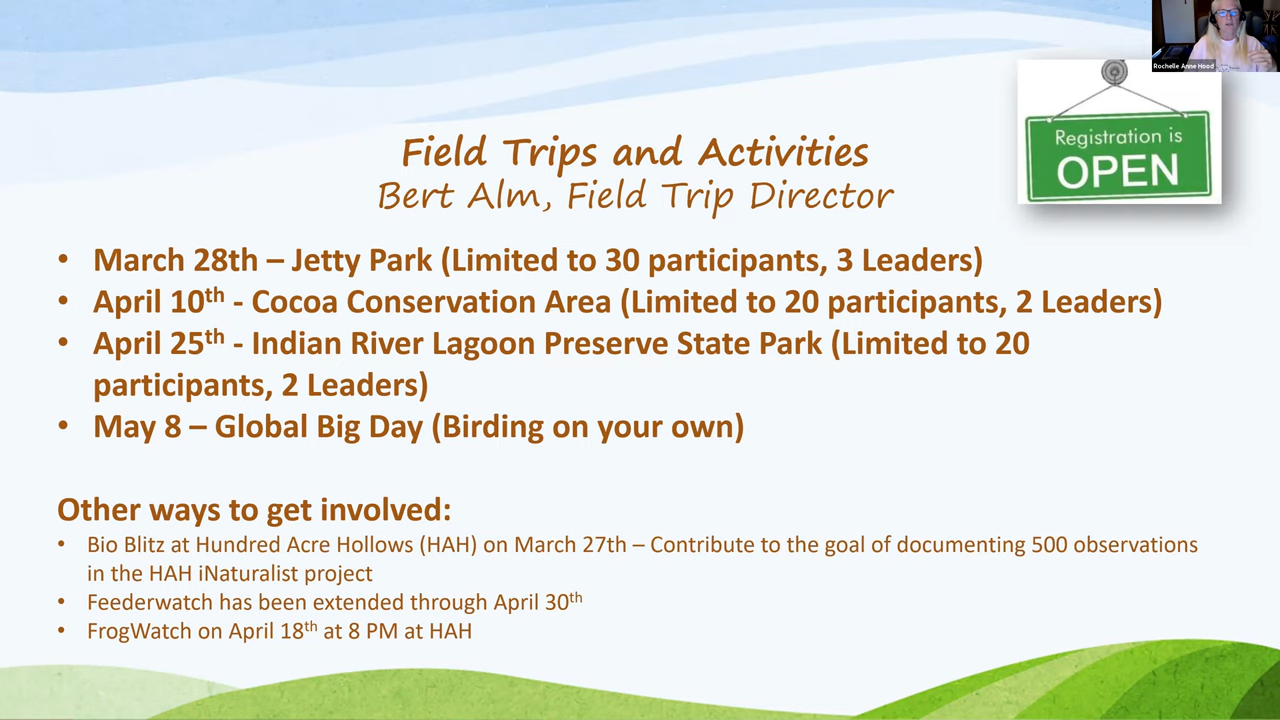 Rochelle Anne Hood
Registration is
OPEN
Field Trips and Activities
Bert Alm, Field Trip Director
• March 28th – Jetty Park (Limited to 30 participants, 3 Leaders)
• April 10th - Cocoa Conservation Area (Limited to 20 participants, 2 Leaders)
• April 25th - Indian River Lagoon Preserve State Park (Limited to 20
participants, 2 Leaders)
• May 8 – Global Big Day (Birding on your own)
Other ways to get involved:
• Bio Blitz at Hundred Acre Hollows (HAH) on March 27th – Contribute to the goal of documenting 500 observations
in the HAH iNaturalist project
• Feederwatch has been extended through April 30th
• FrogWatch on April 18th at 8 PM at HAH